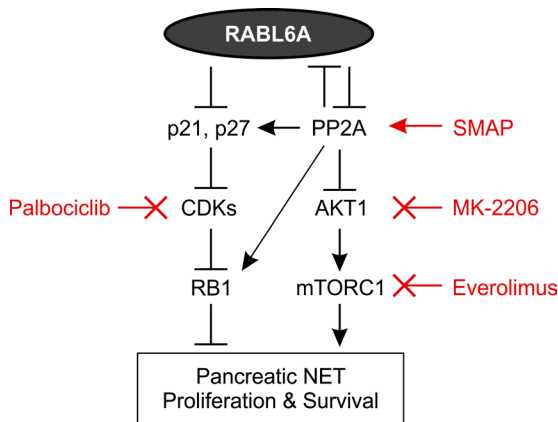 RABL6A
p21, p27
PP2A
SMAP
Palbociclib
CDKs
AKT1
MK-2206
RB1
mTORC1
Everolimus
Pancreatic NET
Proliferation & Survival